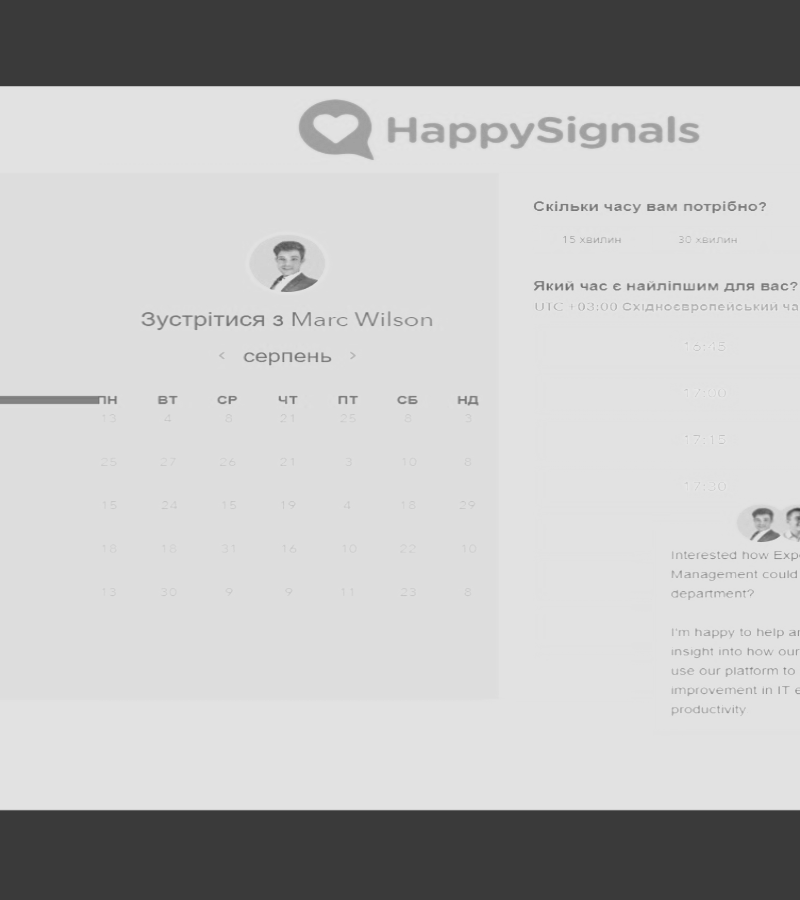 HappySignals
Зустрітися з Marc Wilson
< серпень >
ПН ВТ СР ЧТ ПТ СБ НД
13 4 8 21 25 8 3
25 27 26 21 3 10 8
15 24 15 19 4 18 29
18 18 31 16 10 22 10
13 30 9 9 11 23 8
Скільки часу вам потрібно?
15 хвилин 30 хвилин
Який час є найліпшим для вас?
UTC +03:00 Східноєвропейський ча
16:45
17:00
17:15
17:30
Interested how Exp
Management could
department?
I'm happy to help a
insight into how our
use our platform to
improvement in IT e
productivity